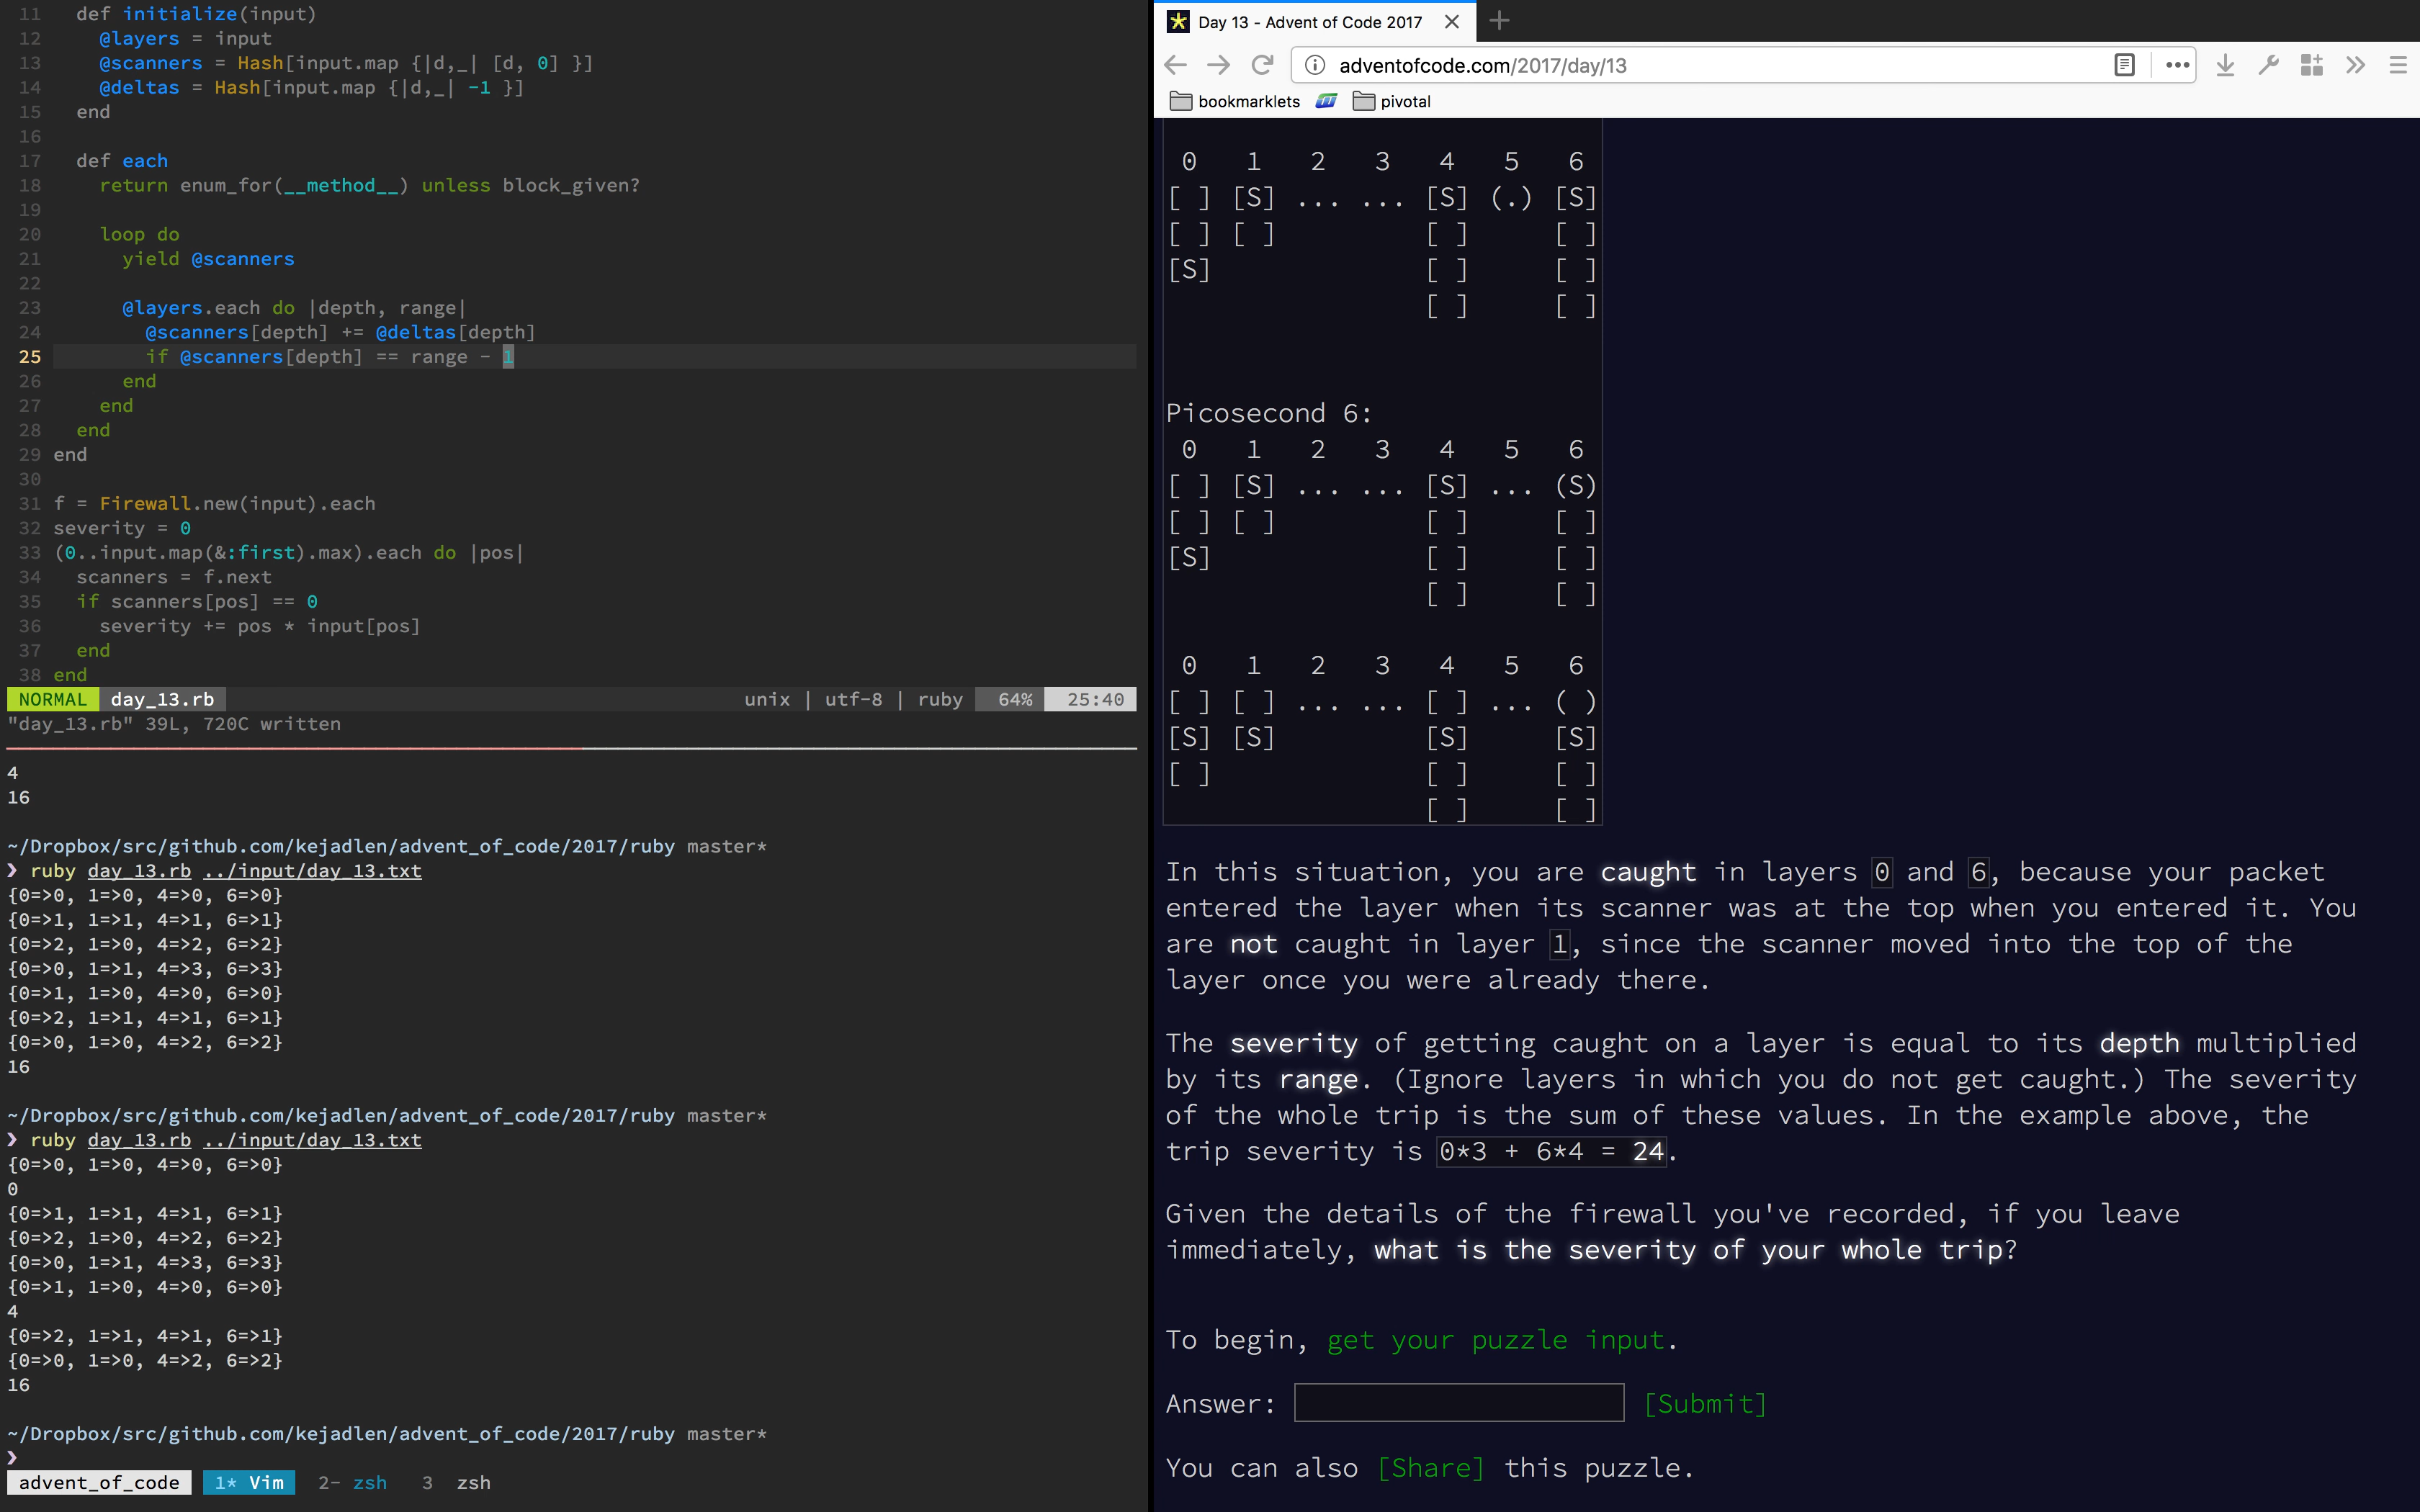 11   def initialize(input)
12     @layers = input
13     @scanners = Hash[input.map {|d,_| [d, 0] }]
14     @deltas = Hash[input.map {|d,_| -1 }]
15   end
16
17   def each
18     return enum_for(__method__) unless block_given?
19
20     loop do
21       yield @scanners
22
23       @layers.each do |depth, range|
24         @scanners[depth] += @deltas[depth]
25         if @scanners[depth] == range - 1
26       end
27     end
28   end
29 end
30
31 f = Firewall.new(input).each
32 severity = 0
33 (0..input.map(&:first).max).each do |pos|
34   scanners = f.next
35   if scanners[pos] == 0
36     severity += pos * input[pos]
37   end
38 end
NORMAL day_13.rb unix | utf-8 | ruby 64% 25:40
"day_13.rb" 39L, 720C written
4
16
~/Dropbox/src/github.com/kejadlen/advent_of_code/2017/ruby master*
❯ ruby day_13.rb ../input/day_13.txt
{0=>0, 1=>0, 4=>0, 6=>0}
{0=>1, 1=>1, 4=>1, 6=>1}
{0=>2, 1=>0, 4=>2, 6=>2}
{0=>0, 1=>1, 4=>3, 6=>3}
{0=>1, 1=>0, 4=>0, 6=>0}
{0=>2, 1=>1, 4=>1, 6=>1}
{0=>0, 1=>0, 4=>2, 6=>2}
16
~/Dropbox/src/github.com/kejadlen/advent_of_code/2017/ruby master*
❯ ruby day_13.rb ../input/day_13.txt
{0=>0, 1=>0, 4=>0, 6=>0}
0
{0=>1, 1=>1, 4=>1, 6=>1}
{0=>2, 1=>0, 4=>2, 6=>2}
{0=>0, 1=>1, 4=>3, 6=>3}
{0=>1, 1=>0, 4=>0, 6=>0}
4
{0=>2, 1=>1, 4=>1, 6=>1}
{0=>0, 1=>0, 4=>2, 6=>2}
16
~/Dropbox/src/github.com/kejadlen/advent_of_code/2017/ruby master*
❯
advent_of_code 1* Vim 2- zsh 3 zsh
Day 13 - Advent of Code 2017
adventofcode.com/2017/day/13
bookmarklets pivotal
 0   1   2   3   4   5   6
[ ] [S] ... ... [S] (.) [S]
[ ] [ ]         [ ]     [ ]
[S]             [ ]     [ ]
                [ ]     [ ]
Picosecond 6:
 0   1   2   3   4   5   6
[ ] [S] ... ... [S] ... (S)
[ ] [ ]         [ ]     [ ]
[S]             [ ]     [ ]
                [ ]     [ ]
 0   1   2   3   4   5   6
[ ] [ ] ... ... [ ] ... ( )
[S] [S]         [S]     [S]
[ ]             [ ]     [ ]
                [ ]     [ ]
In this situation, you are caught in layers 0 and 6, because your packet
entered the layer when its scanner was at the top when you entered it. You
are not caught in layer 1, since the scanner moved into the top of the
layer once you were already there.
The severity of getting caught on a layer is equal to its depth multiplied
by its range. (Ignore layers in which you do not get caught.) The severity
of the whole trip is the sum of these values. In the example above, the
trip severity is 0*3 + 6*4 = 24.
Given the details of the firewall you've recorded, if you leave
immediately, what is the severity of your whole trip?
To begin, get your puzzle input.
Answer: [Submit]
You can also [Share] this puzzle.